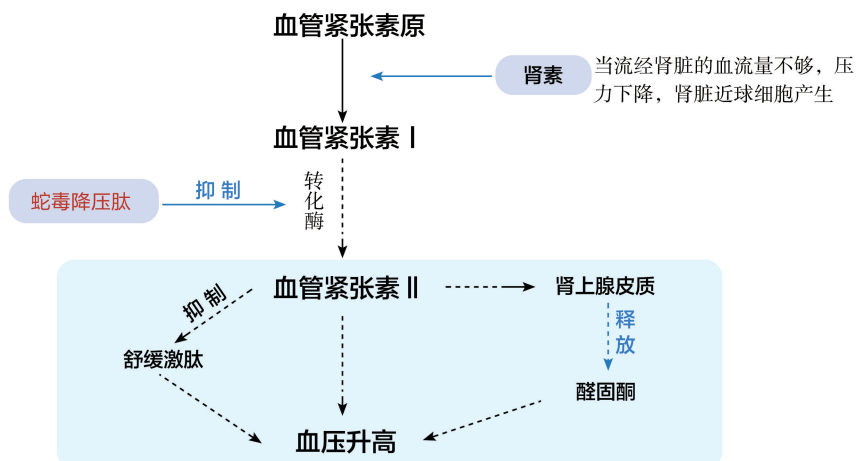 血管紧张素原
肾素
当流经肾脏的血流量不够，压
力下降，肾脏近球细胞产生
血管紧张素Ⅰ
转化酶
蛇毒降压肽
抑制
血管紧张素Ⅱ
肾上腺皮质
抑制
释放
舒缓激肽
醛固酮
血压升高